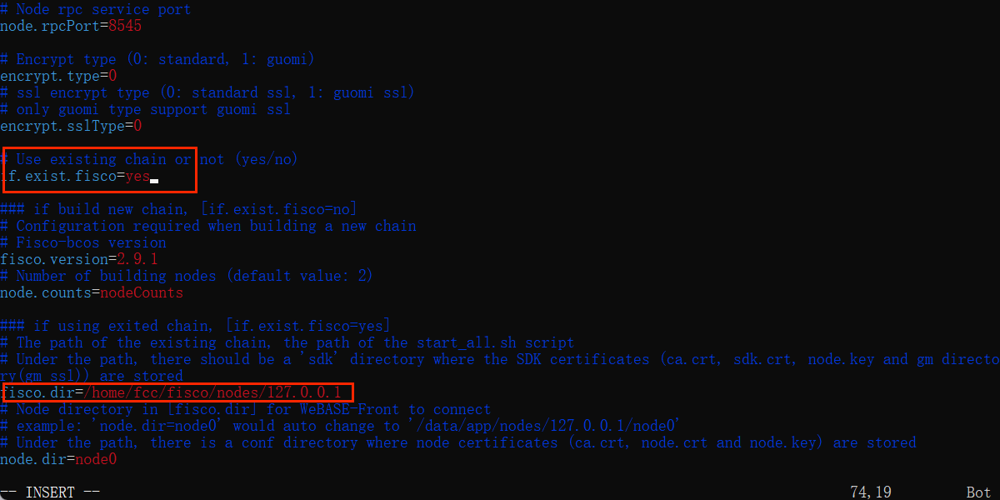 # Node rpc service port
node.rpcPort=8545
# Encrypt type (0: standard, 1: guomi)
encrypt.type=0
# ssl encrypt type (0: standard ssl, 1: guomi ssl)
# only guomi type support guomi ssl
encrypt.sslType=0
# Use existing chain or not (yes/no)
if.exist.fisco=yes
### if build new chain, [if.exist.fisco=no]
# Configuration required when building a new chain
# Fisco-bcos version
fisco.version=2.9.1
# Number of building nodes (default value: 2)
node.counts=nodeCounts
### if using exited chain, [if.exist.fisco=yes]
# The path of the existing chain, the path of the start_all.sh script
# Under the path, there should be a 'sdk' directory where the SDK certificates (ca.crt, sdk.crt, node.key and gm directo
ry(gm ssl)) are stored
fisco.dir=/home/fcc/fisco/nodes/127.0.0.1
# Node directory in [fisco.dir] for WeBASE-Front to connect
# example: 'node.dir=node0' would auto change to '/data/app/nodes/127.0.0.1/node0'
# Under the path, there is a conf directory where node certificates (ca.crt, node.crt and node.key) are stored
node.dir=node0
-- INSERT -- 74,19 Bot